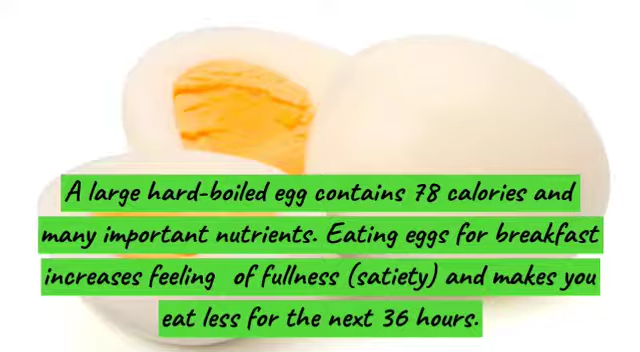 A large hard-boiled egg contains 78 calories and
many important nutrients. Eating eggs for breakfast
increases feeling of fullness (satiety) and makes you
eat less for the next 36 hours.